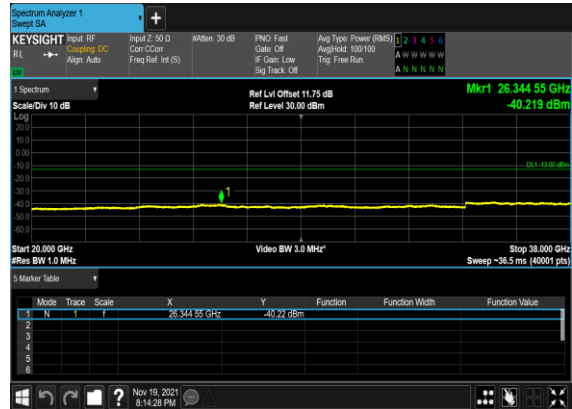 Spectrum Analyzer 1
Swept SA
+
KEYSIGHT Input: RF Input Z: 50 Ω #Atten: 30 dB PNO: Fast Avg Type: Power (RMS) 1 2 3 4 5 6
RL Coupling: DC Corr CCorr Gate: Off Avg|Hold: 100/100 A W W W W W
Align: Auto Freq Ref: Int (S) IF Gain: Low Trig: Free Run A N N N N N
Sig Track: Off
1 Spectrum Ref Lvl Offset 11.75 dB Mkr1 26.344 55 GHz
Scale/Div 10 dB Ref Level 30.00 dBm -40.219 dBm
Log
20.0
10.0
0.00
-10.0 DL1 -13.00 dBm
-20.0
-30.0 1
-40.0
-50.0
-60.0
Start 20.000 GHz Video BW 3.0 MHz* Stop 38.000 GHz
#Res BW 1.0 MHz Sweep ~36.5 ms (40001 pts)
5 Marker Table
Mode Trace Scale X Y Function Function Width Function Value
1 N 1 f 26.344 55 GHz -40.22 dBm
2
3
4
5
6
? Nov 19, 2021
8:14:28 PM